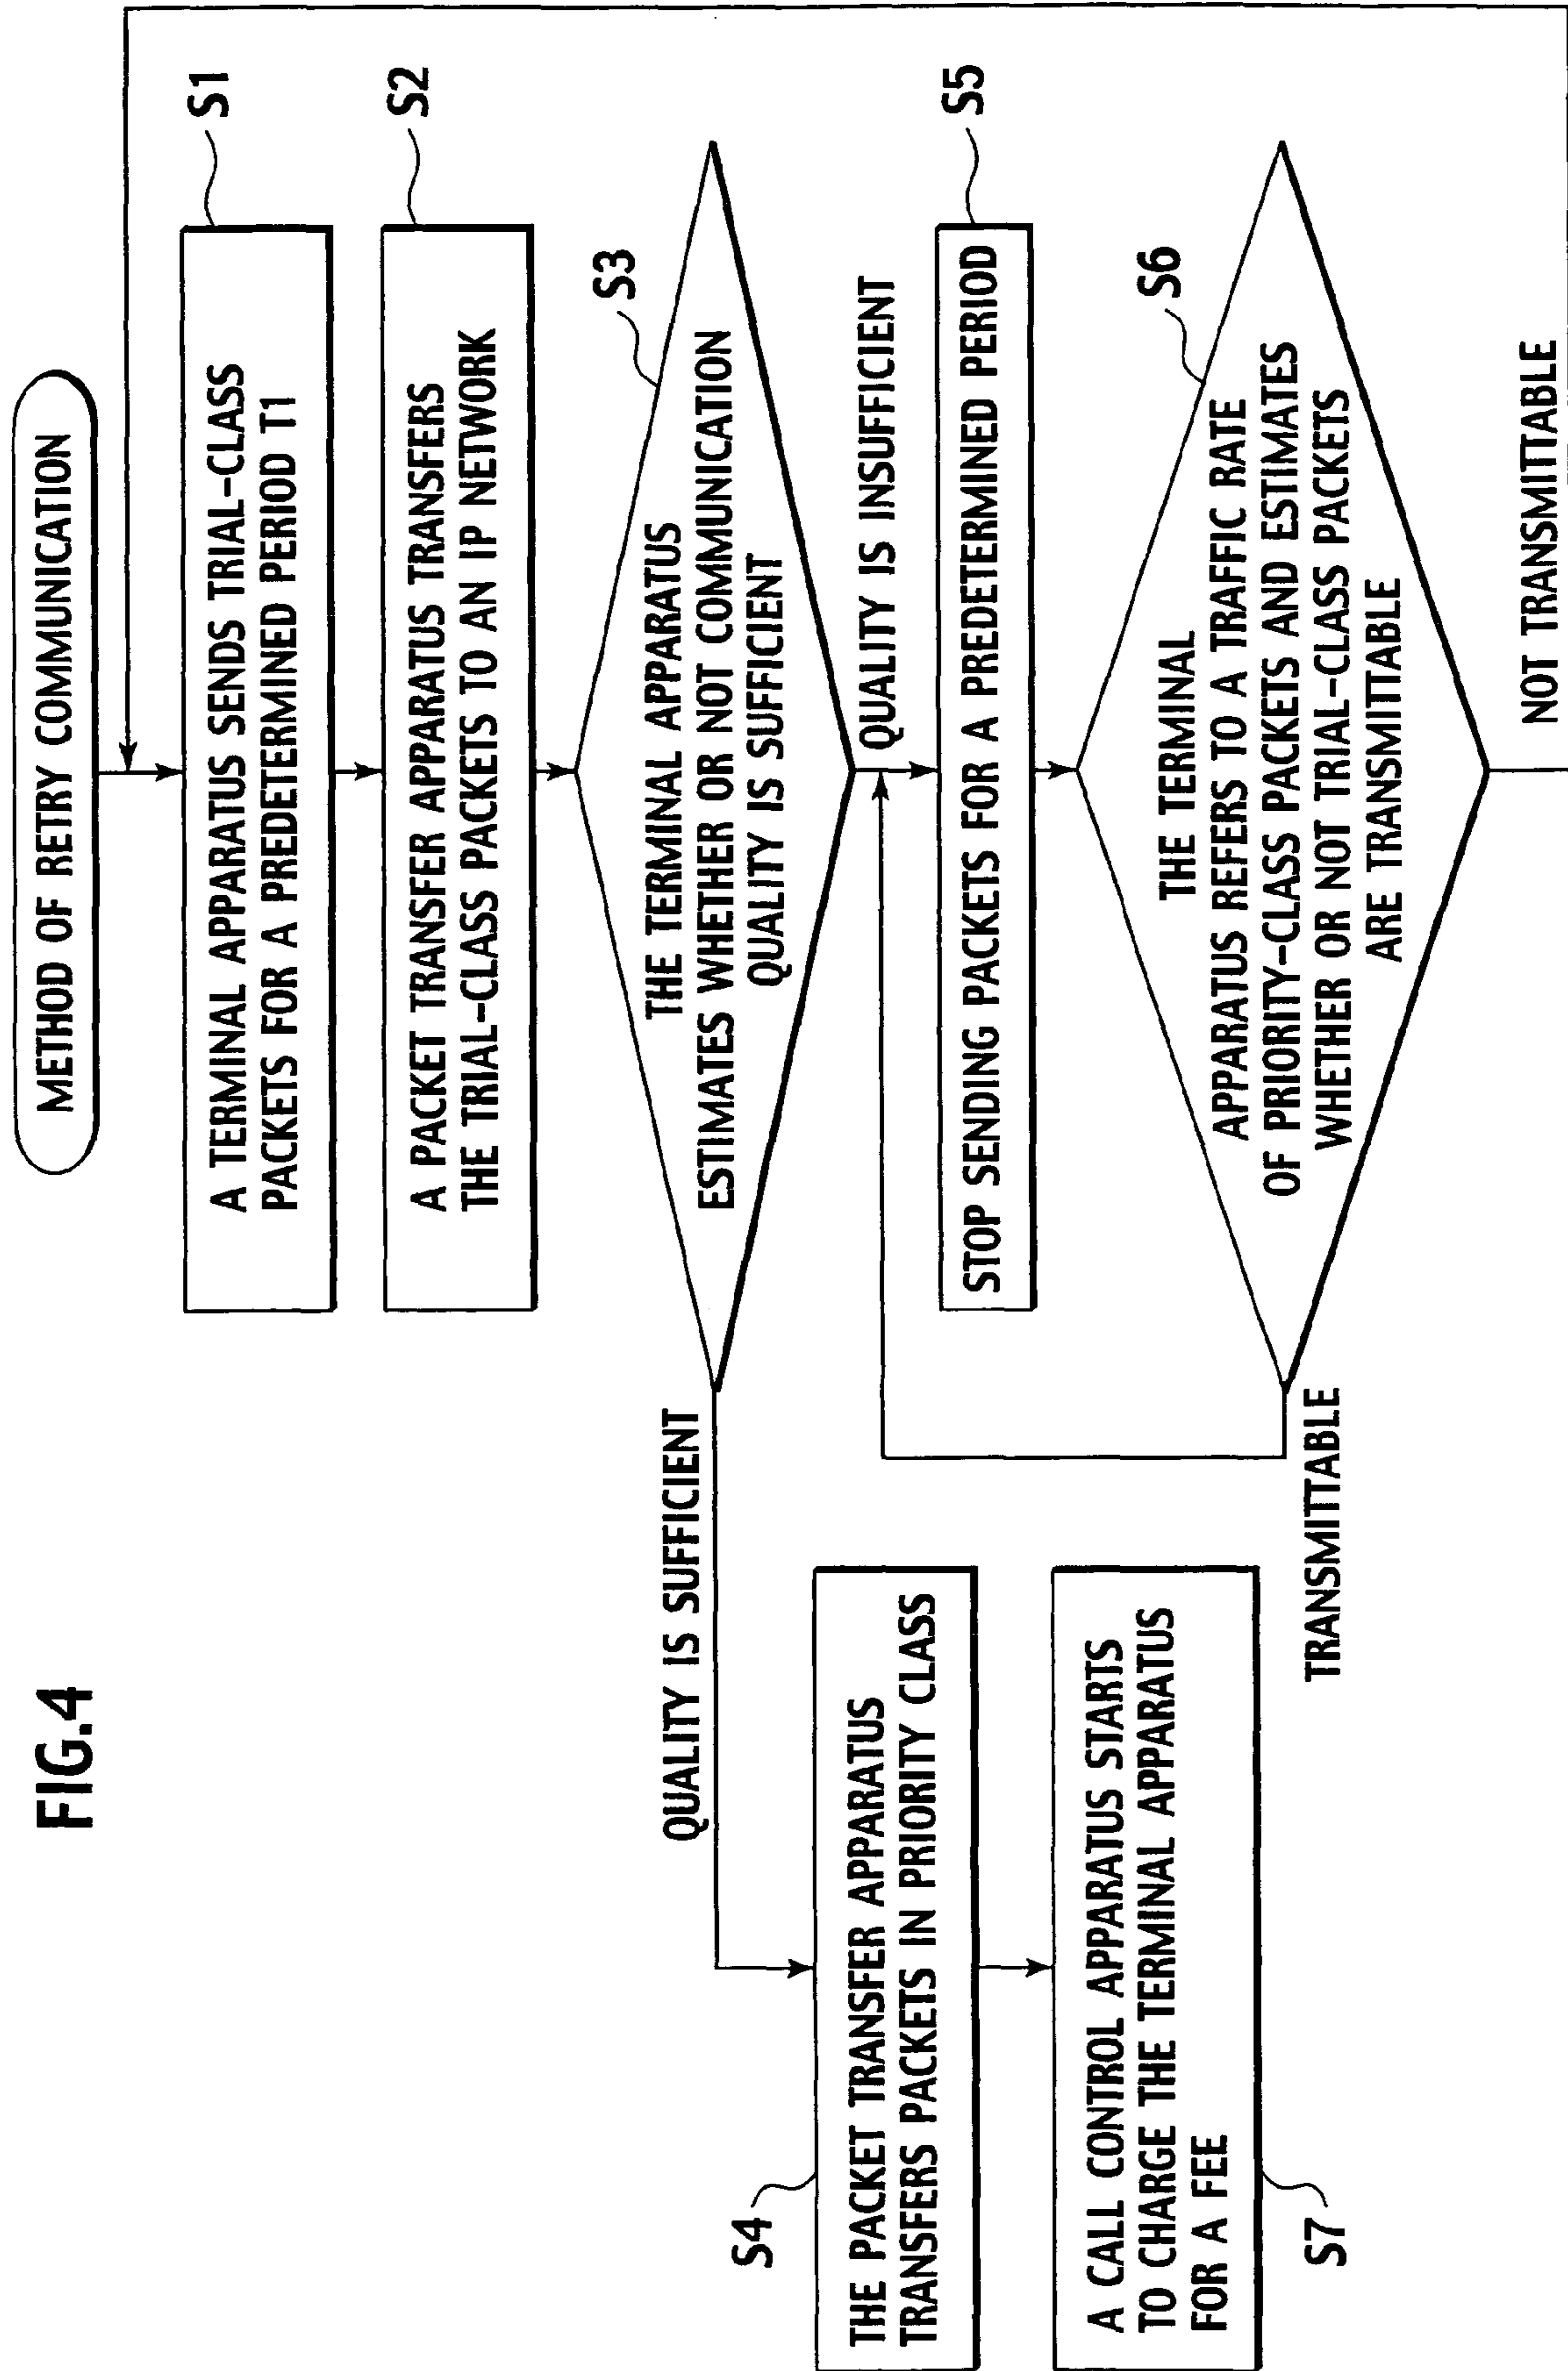 FIG.4
METHOD OF RETRY COMMUNICATION
S1
A TERMINAL APPARATUS SENDS TRIAL-CLASS
PACKETS FOR A PREDETERMINED PERIOD T1
S2
A PACKET TRANSFER APPARATUS TRANSFERS
THE TRIAL-CLASS PACKETS TO AN IP NETWORK
S3
THE TERMINAL APPARATUS
ESTIMATES WHETHER OR NOT COMMUNICATION
QUALITY IS SUFFICIENT
QUALITY IS SUFFICIENT
QUALITY IS INSUFFICIENT
S4
THE PACKET TRANSFER APPARATUS
TRANSFERS PACKETS IN PRIORITY CLASS
S5
STOP SENDING PACKETS FOR A PREDETERMINED PERIOD
S6
THE TERMINAL
APPARATUS REFERS TO A TRAFFIC RATE
OF PRIORITY-CLASS PACKETS AND ESTIMATES
WHETHER OR NOT TRIAL-CLASS PACKETS
ARE TRANSMITTABLE
A CALL CONTROL APPARATUS STARTS
TO CHARGE THE TERMINAL APPARATUS
FOR A FEE
S7
TRANSMITTABLE
NOT TRANSMITTABLE